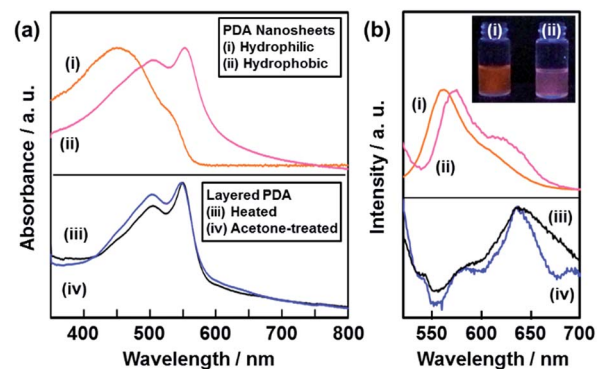 (a)
PDA Nanosheets
(i) Hydrophilic
(ii) Hydrophobic
(i)
(ii)
Layered PDA
(iii) Heated
(iv) Acetone-treated
(iii)
(iv)
Absorbance / a. u.
400 500 600 700 800
Wavelength / nm
(b)
(i) (ii)
(i)
(ii)
(iii)
(iv)
Intensity / a. u.
550 600 650 700
Wavelength / nm